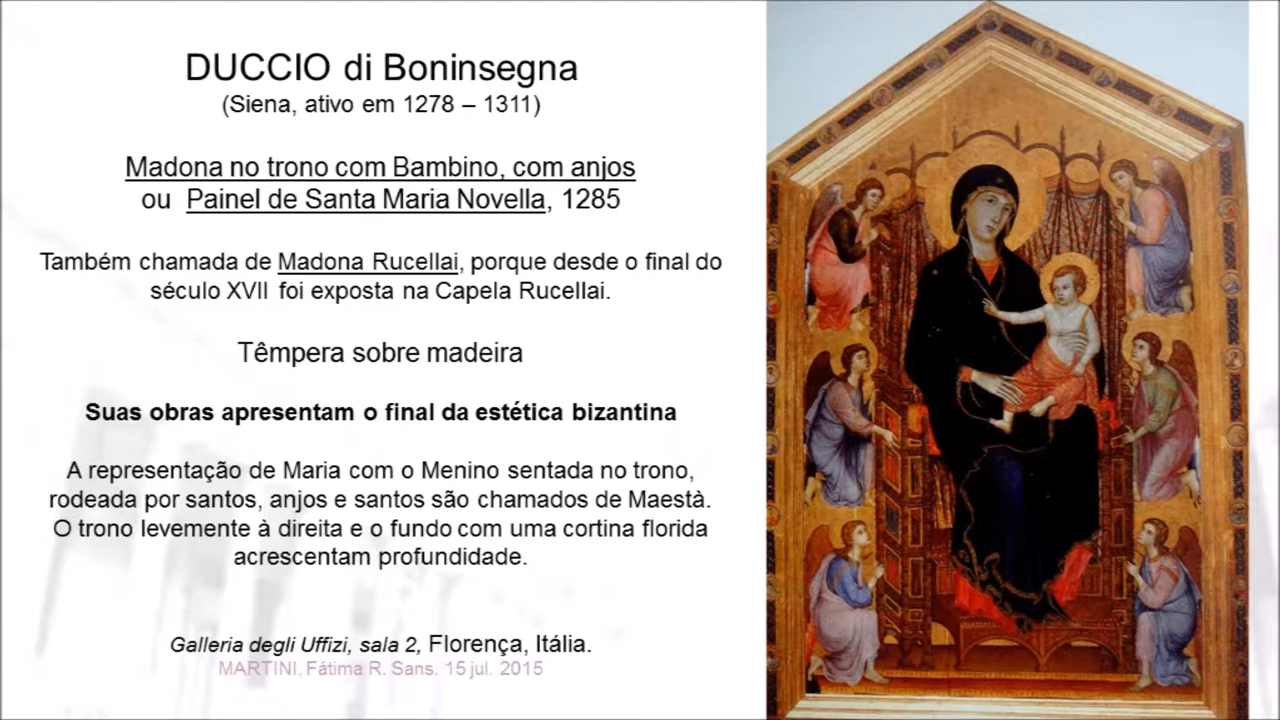 DUCCIO di Boninsegna
(Siena, ativo em 1278 – 1311)
Madona no trono com Bambino, com anjos
ou Painel de Santa Maria Novella, 1285
Também chamada de Madona Rucellai, porque desde o final do
século XVII foi exposta na Capela Rucellai.
Têmpera sobre madeira
Suas obras apresentam o final da estética bizantina
A representação de Maria com o Menino sentada no trono,
rodeada por santos, anjos e santos são chamados de Maestà.
O trono levemente à direita e o fundo com uma cortina florida
acrescentam profundidade.
Galleria degli Uffizi, sala 2, Florença, Itália.
MARTINI, Fátima R. Sans. 15 jul. 2015